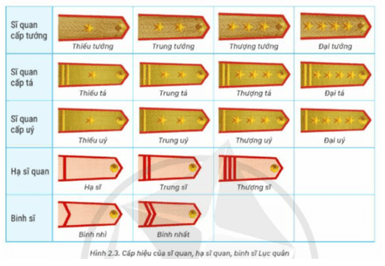 Sĩ quan cấp tướng
Thiếu tướng Trung tướng Thượng tướng Đại tướng
Sĩ quan cấp tá
Thiếu tá Trung tá Thượng tá Đại tá
Sĩ quan cấp uý
Thiếu uý Trung uý Thượng uý Đại uý
Hạ sĩ quan
Hạ sĩ Trung sĩ Thượng sĩ
Binh sĩ
Binh nhì Binh nhất
Hình 2.3. Cấp hiệu của sĩ quan, hạ sĩ quan, binh sĩ Lục quân